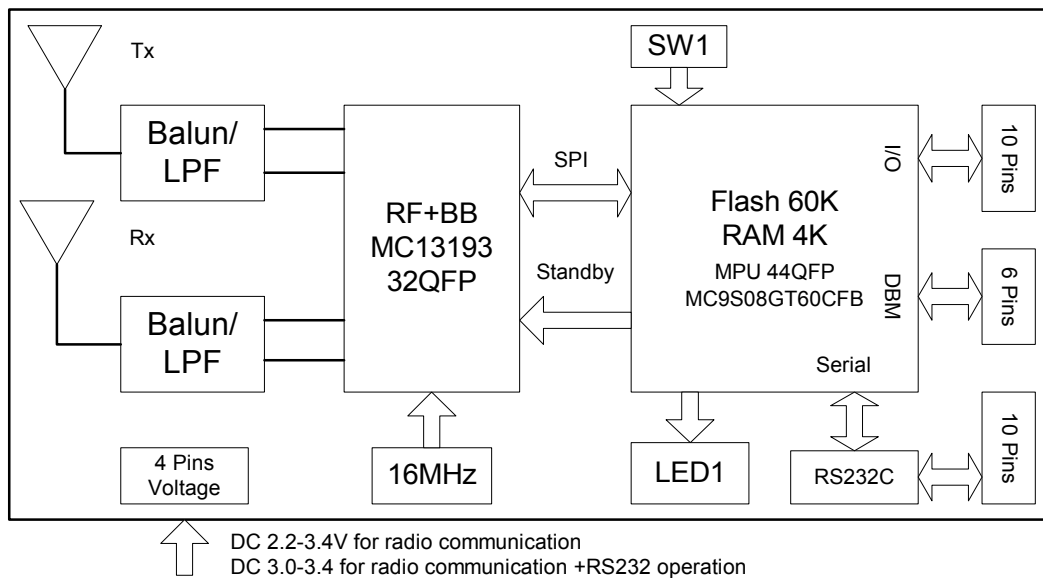 Tx
SW1
Balun/
LPF
RF+BB
MC13193
32QFP
SPI
Standby
Flash 60K
RAM 4K
MPU 44QFP
MC9S08GT60CFB
I/O
10 Pins
DBM
6 Pins
Rx
Balun/
LPF
Serial
4 Pins
Voltage
16MHz
LED1
RS232C
10 Pins
DC 2.2-3.4V for radio communication
DC 3.0-3.4 for radio communication +RS232 operation